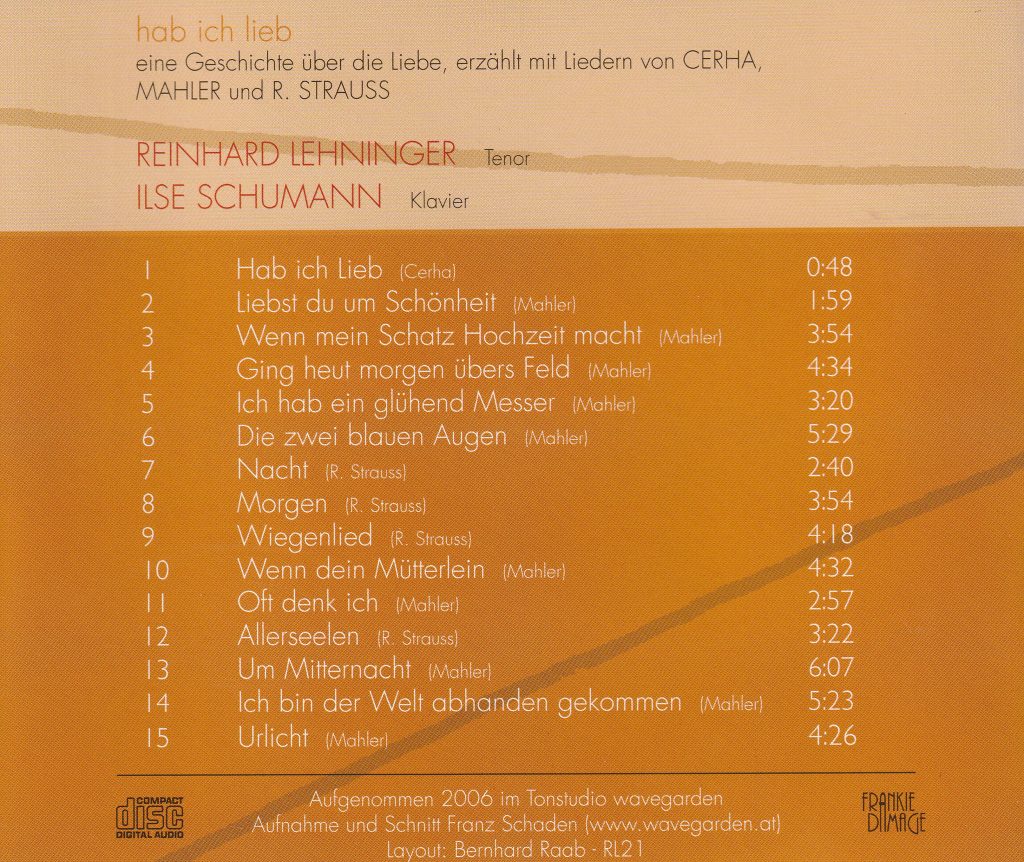 hab ich lieb
eine Geschichte über die Liebe, erzählt mit Liedern von CERHA,
MAHLER und R. STRAUSS
REINHARD LEHNINGER Tenor
ILSE SCHUMANN Klavier
1 Hab ich Lieb (Cerha) 0:48
2 Liebst du um Schönheit (Mahler) 1:59
3 Wenn mein Schatz Hochzeit macht (Mahler) 3:54
4 Ging heut morgen übers Feld (Mahler) 4:34
5 Ich hab ein glühend Messer (Mahler) 3:20
6 Die zwei blauen Augen (Mahler) 5:29
7 Nacht (R. Strauss) 2:40
8 Morgen (R. Strauss) 3:54
9 Wiegenlied (R. Strauss) 4:18
10 Wenn dein Mütterlein (Mahler) 4:32
11 Oft denk ich (Mahler) 2:57
12 Allerseelen (R. Strauss) 3:22
13 Um Mitternacht (Mahler) 6:07
14 Ich bin der Welt abhanden gekommen (Mahler) 5:23
15 Urlicht (Mahler) 4:26
COMPACT
disc
DIGITAL AUDIO
Aufgenommen 2006 im Tonstudio wavegarden
Aufnahme und Schnitt Franz Schaden (www.wavegarden.at)
Layout: Bernhard Raab - RL21
FRANKIE